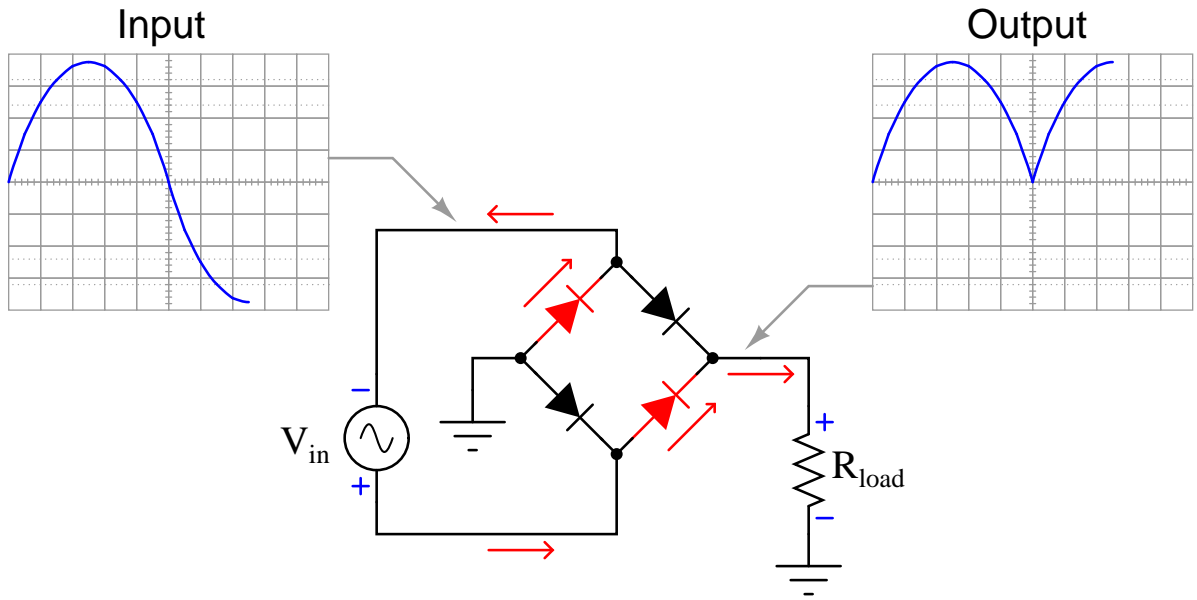 Input
Output
−
V_in
+
+
R_load
−